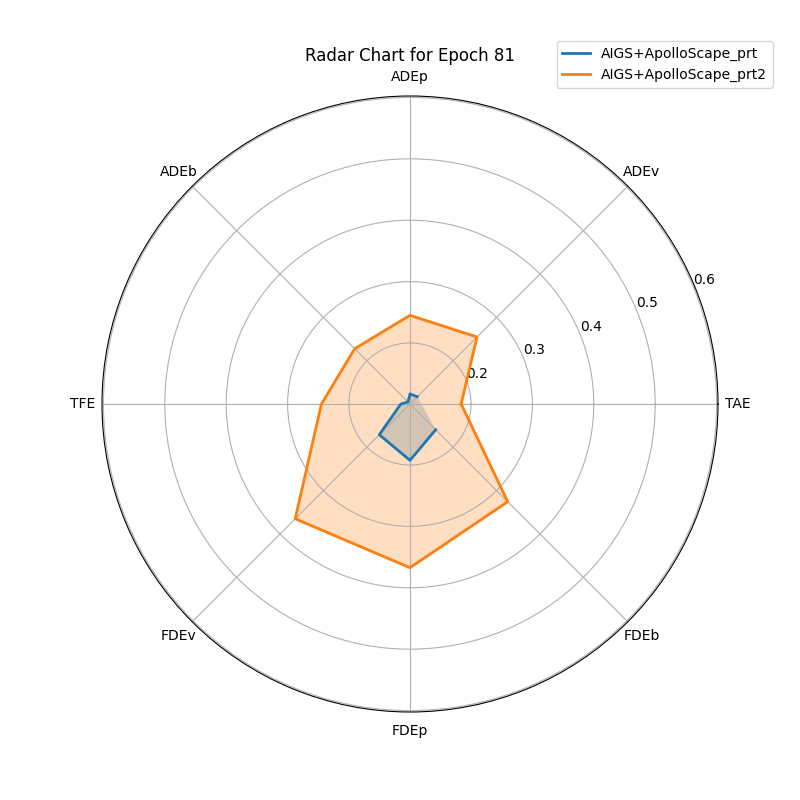 Radar Chart for Epoch 81
AIGS+ApolloScape_prt
AIGS+ApolloScape_prt2
ADEp
ADEb
ADEv
0.6
0.5
0.4
0.3
0.2
TFE
TAE
FDEv
FDEb
FDEp